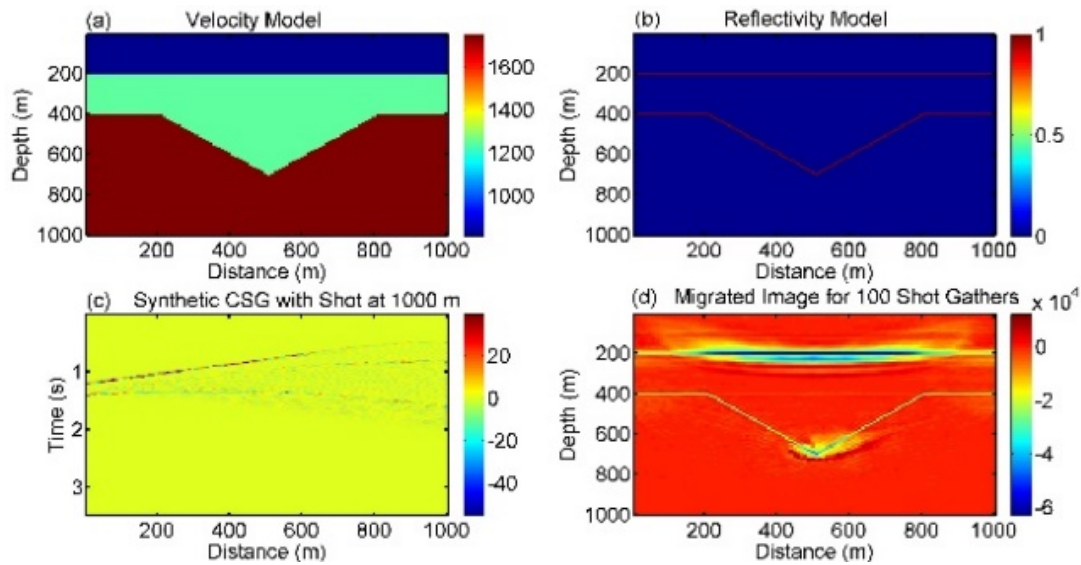 (a) Velocity Model
200
400
600
800
1000
Depth (m)
200 400 600 800 1000
Distance (m)
1600
1400
1200
1000
800
(b) Reflectivity Model
200
400
600
800
1000
Depth (m)
200 400 600 800 1000
Distance (m)
1
0.5
0
(c) Synthetic CSG with Shot at 1000 m
1
2
3
Time (s)
200 400 600 800 1000
Distance (m)
20
0
-20
-40
(d) Migrated Image for 100 Shot Gathers
200
400
600
800
1000
Depth (m)
200 400 600 800 1000
Distance (m)
x 10^4
0
-2
-4
-6